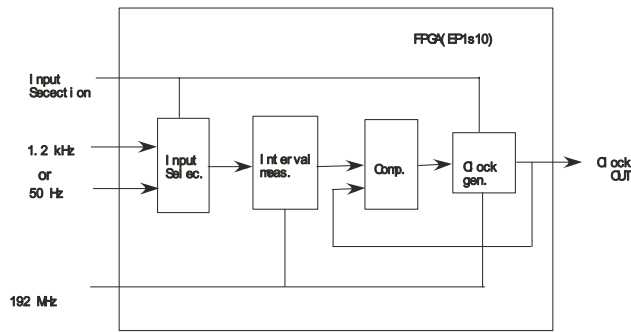 FPGA(EP1s10)
Input
Secection
1.2 kHz
or
50 Hz
Input
Selec.
Interval
meas.
Comp.
Clock
gen.
Clock
OUT
192 MHz